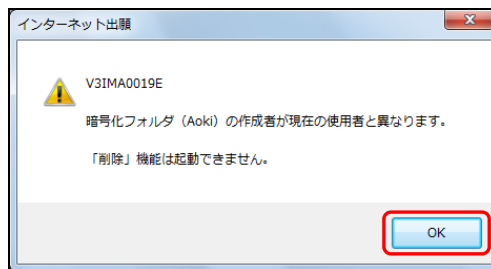 インターネット出願
V3IMA0019E
暗号化フォルダ（Aoki）の作成者が現在の使用者と異なります。
「削除」機能は起動できません。
OK